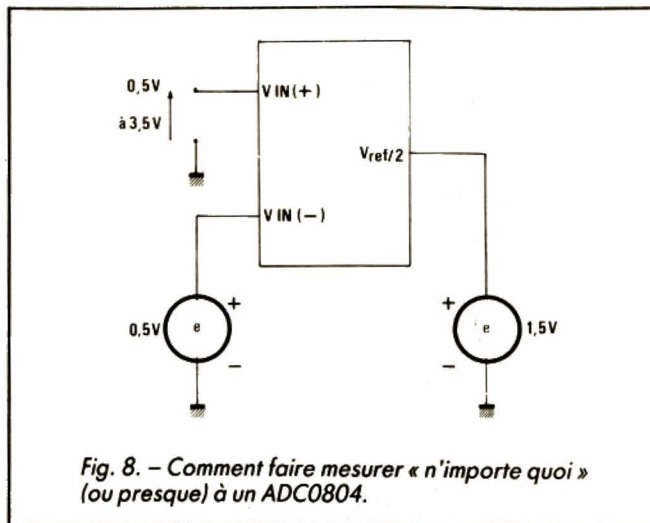 0,5V
à 3,5V
V IN (+)
Vref/2
V IN (–)
+
0,5V
e
–
+
e
1,5V
–
Fig. 8. – Comment faire mesurer « n'importe quoi »
(ou presque) à un ADC0804.